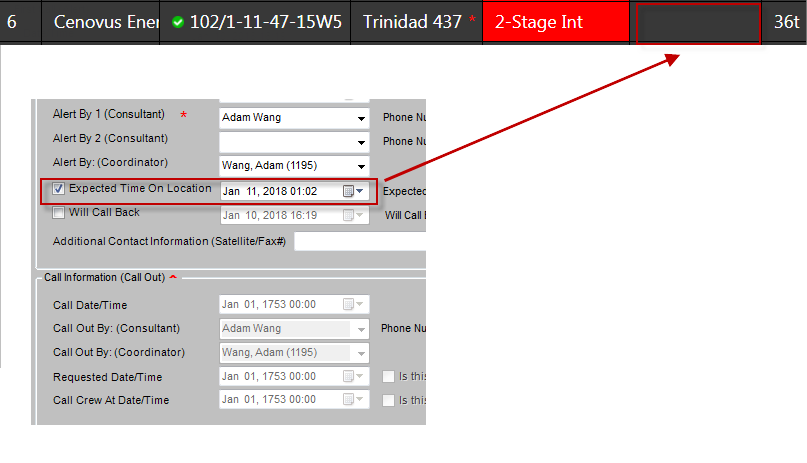 6 Cenovus Ener 102/1-11-47-15W5 Trinidad 437 * 2-Stage Int 36t
Alert By 1 (Consultant) * Adam Wang Phone Nu
Alert By 2 (Consultant) Phone Nu
Alert By: (Coordinator) Wang, Adam (1195)
Expected Time On Location Jan 11, 2018 01:02 Expected
Will Call Back Jan 10, 2018 16:19 Will Call
Additional Contact Information (Satellite/Fax#)
Call Information (Call Out)
Call Date/Time Jan 01, 1753 00:00
Call Out By: (Consultant) Adam Wang Phone Nu
Call Out By: (Coordinator) Wang, Adam (1195)
Requested Date/Time Jan 01, 1753 00:00 Is this
Call Crew At Date/Time Jan 01, 1753 00:00 Is this